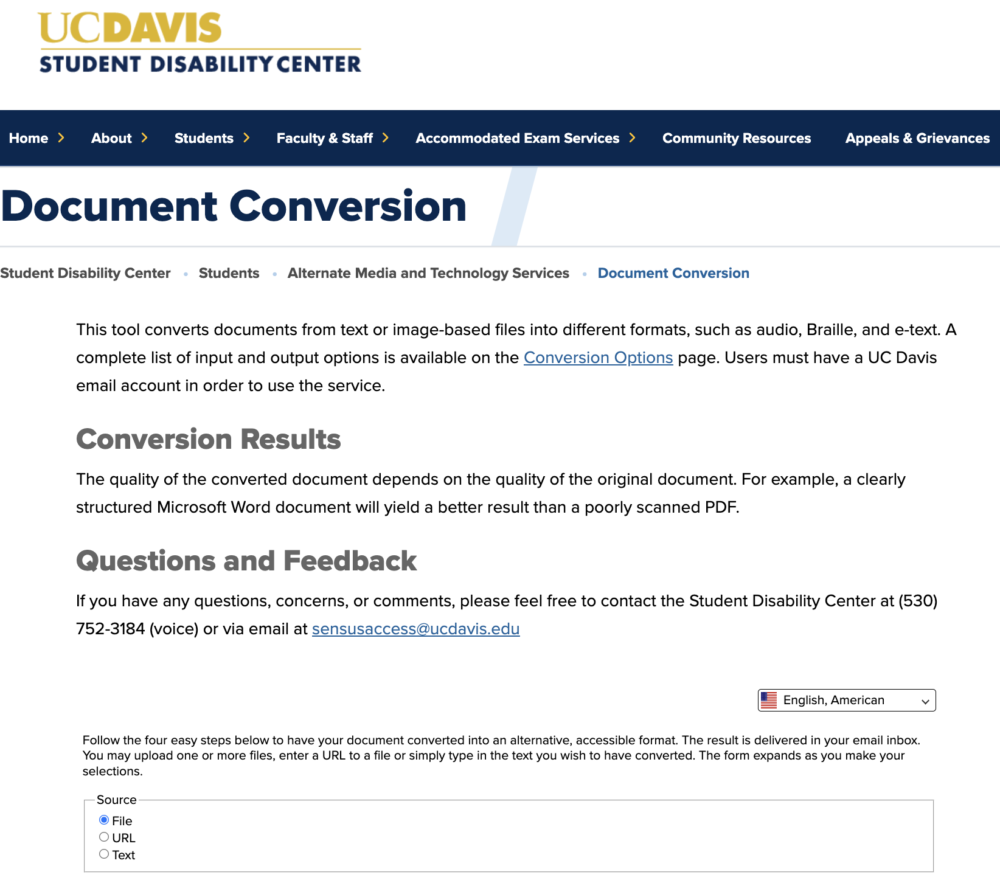 UCDAVIS
STUDENT DISABILITY CENTER
Home About Students Faculty & Staff Accommodated Exam Services Community Resources Appeals & Grievances
Document Conversion
Student Disability Center • Students • Alternate Media and Technology Services • Document Conversion
This tool converts documents from text or image-based files into different formats, such as audio, Braille, and e-text. A
complete list of input and output options is available on the Conversion Options page. Users must have a UC Davis
email account in order to use the service.
Conversion Results
The quality of the converted document depends on the quality of the original document. For example, a clearly
structured Microsoft Word document will yield a better result than a poorly scanned PDF.
Questions and Feedback
If you have any questions, concerns, or comments, please feel free to contact the Student Disability Center at (530)
752-3184 (voice) or via email at sensusaccess@ucdavis.edu
English, American
Follow the four easy steps below to have your document converted into an alternative, accessible format. The result is delivered in your email inbox.
You may upload one or more files, enter a URL to a file or simply type in the text you wish to have converted. The form expands as you make your
selections.
Source
File
URL
Text